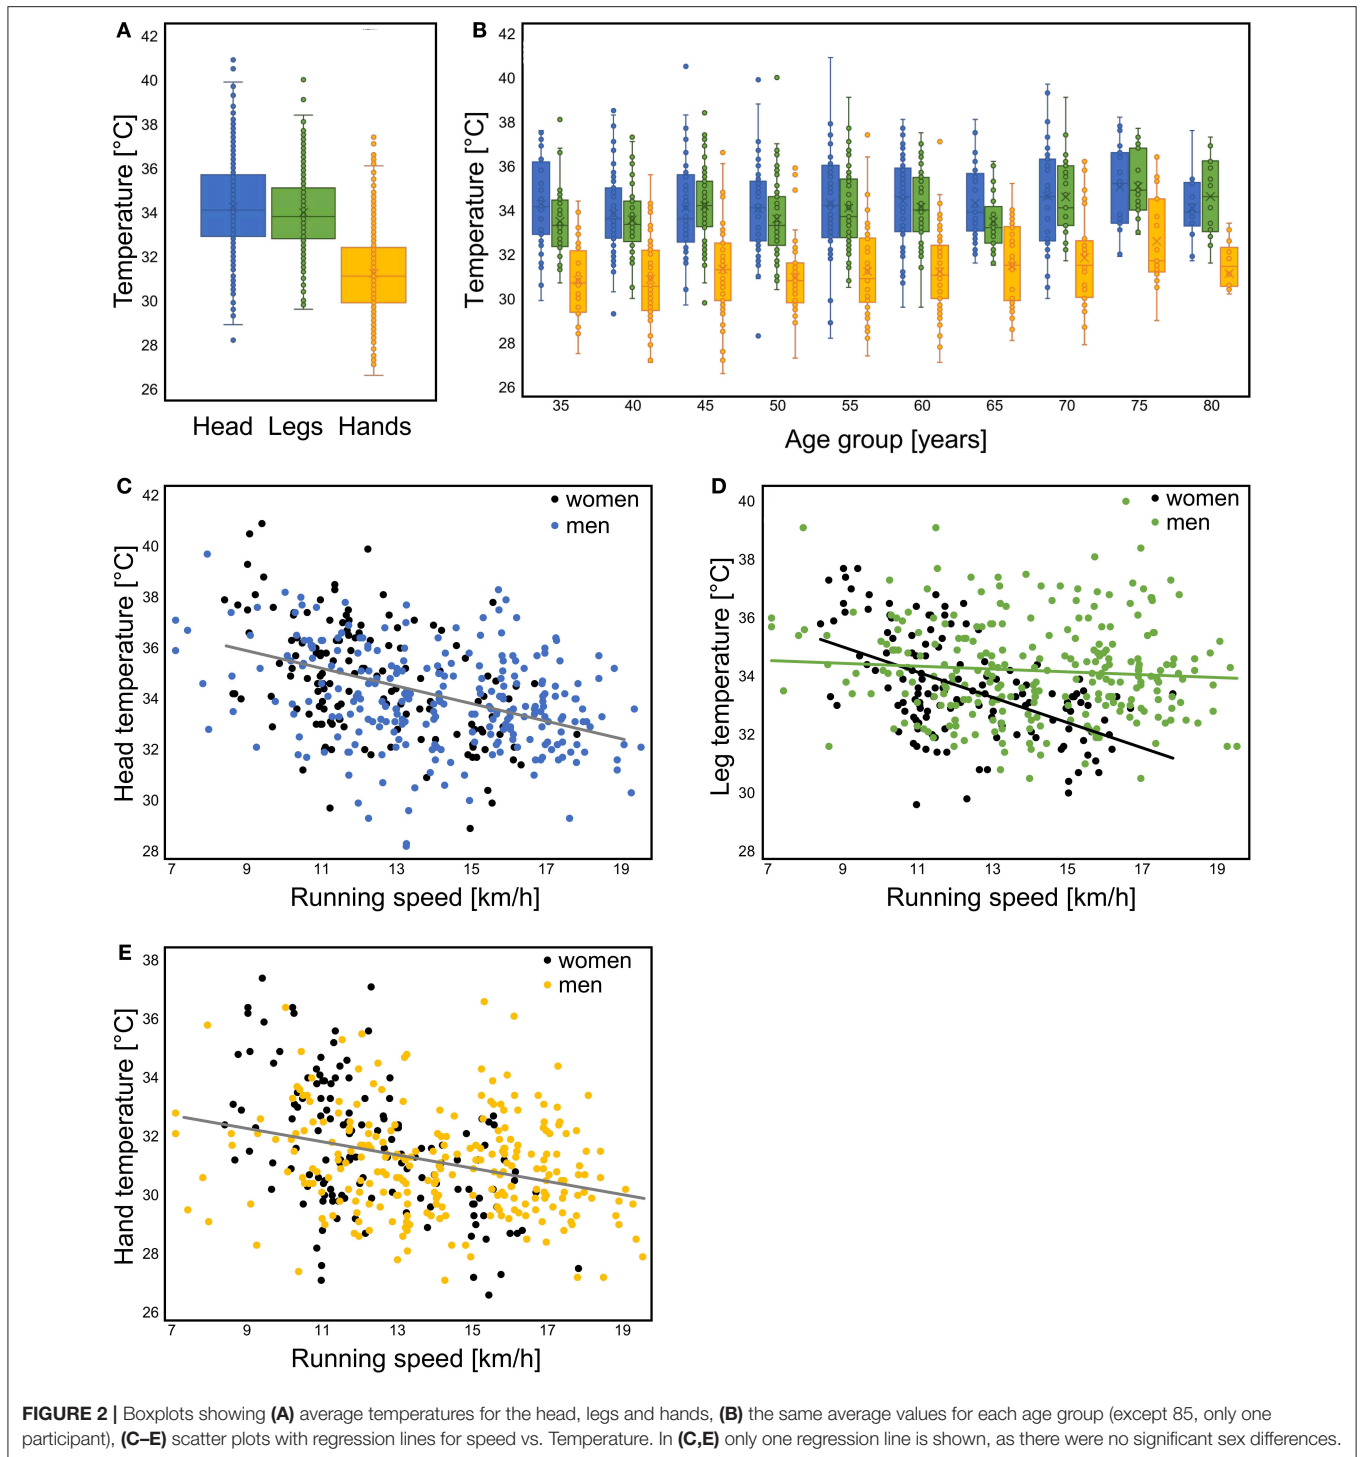 A
42
40
38
36
34
32
30
28
26
Temperature [°C]
Head Legs Hands
B
42
40
38
36
34
32
30
28
26
Temperature [°C]
35 40 45 50 55 60 65 70 75 80
Age group [years]
C
women
men
42
40
38
36
34
32
30
28
Head temperature [°C]
7 9 11 13 15 17 19
Running speed [km/h]
D
women
men
40
38
36
34
32
30
28
Leg temperature [°C]
7 9 11 13 15 17 19
Running speed [km/h]
E
women
men
38
36
34
32
30
28
26
Hand temperature [°C]
7 9 11 13 15 17 19
Running speed [km/h]
FIGURE 2 | Boxplots showing (A) average temperatures for the head, legs and hands, (B) the same average values for each age group (except 85, only one
participant), (C–E) scatter plots with regression lines for speed vs. Temperature. In (C,E) only one regression line is shown, as there were no significant sex differences.